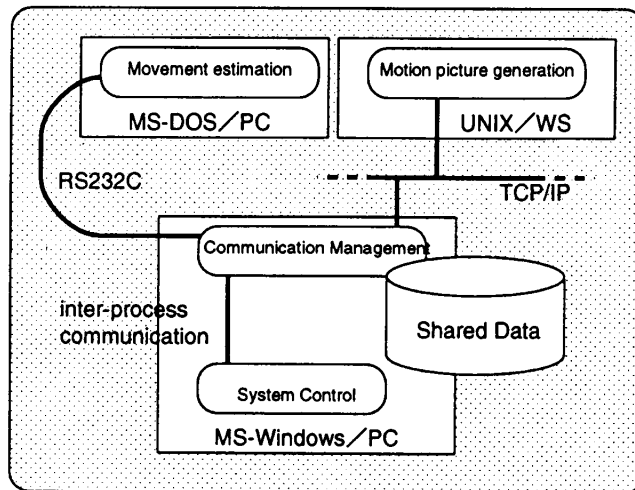 Movement estimation
MS-DOS／PC
Motion picture generation
UNIX／WS
RS232C
TCP/IP
Communication Management
inter-process
communication
Shared Data
System Control
MS-Windows／PC